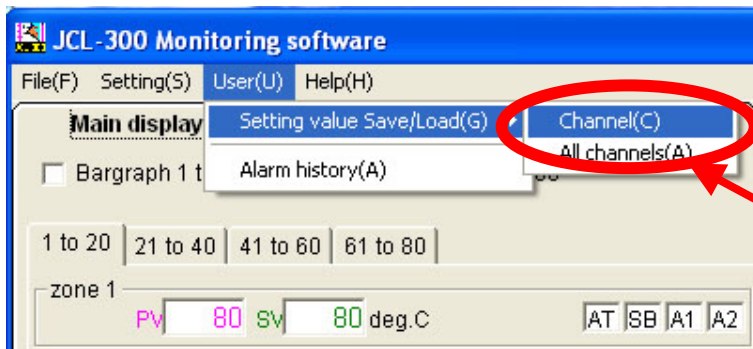 JCL-300 Monitoring software
File(F) Setting(S) User(U) Help(H)
Main display Setting value Save/Load(G) Channel(C)
All channels(A)
Bargraph 1 t Alarm history(A)
1 to 20 21 to 40 41 to 60 61 to 80
zone 1
PV 80 SV 80 deg.C AT SB A1 A2